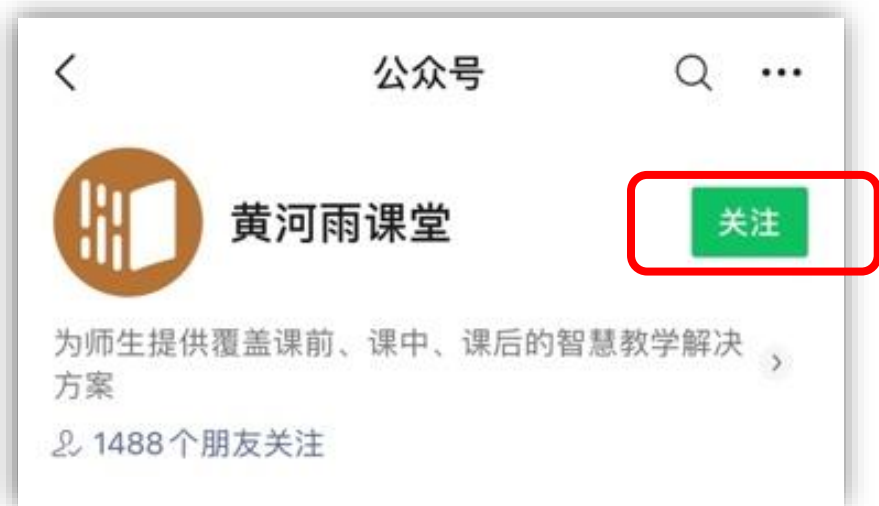 公众号
黄河雨课堂
关注
为师生提供覆盖课前、课中、课后的智慧教学解决
方案
1488个朋友关注